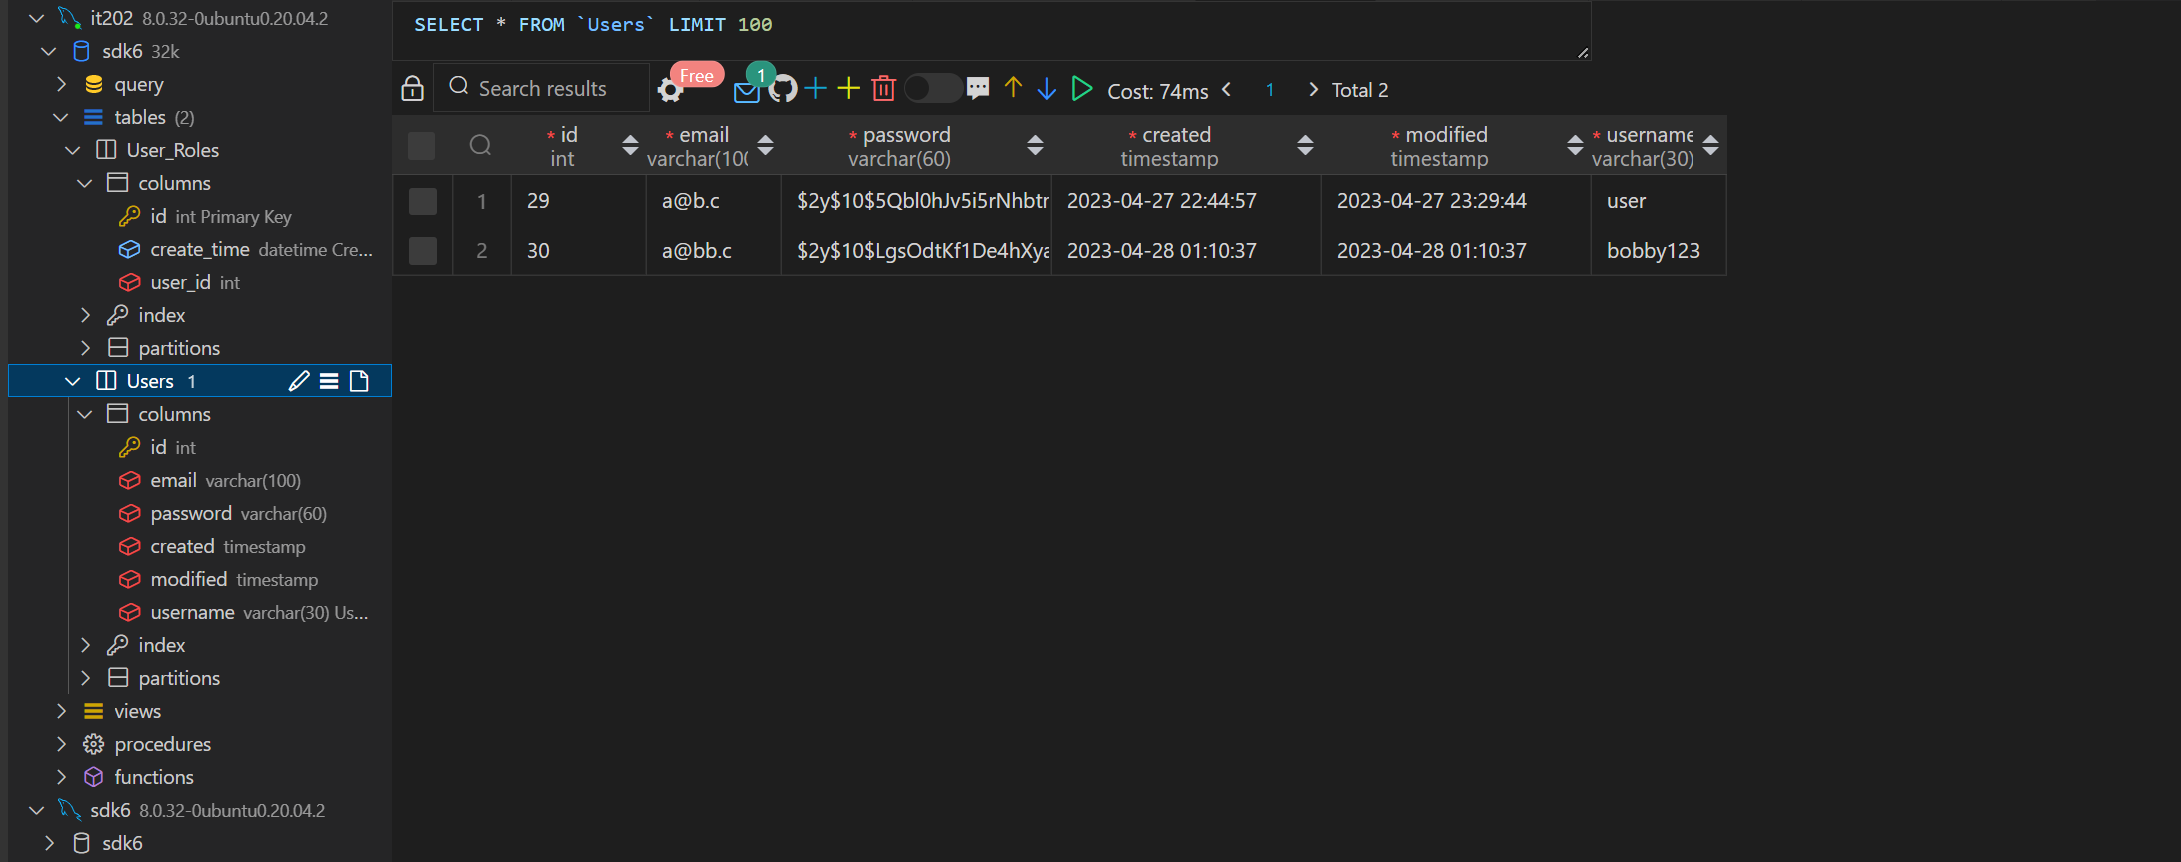 it202 8.0.32-0ubuntu0.20.04.2
sdk6 32k
query
tables (2)
User_Roles
columns
id int Primary Key
create_time datetime Cre...
user_id int
index
partitions
Users 1
columns
id int
email varchar(100)
password varchar(60)
created timestamp
modified timestamp
username varchar(30) Us...
index
partitions
views
procedures
functions
sdk6 8.0.32-0ubuntu0.20.04.2
sdk6
SELECT * FROM `Users` LIMIT 100
Search results Free 1 Cost: 74ms 1 Total 2
* id * email * password * created * modified * username
int varchar(100 varchar(60) timestamp timestamp varchar(30)
1 29 a@b.c $2y$10$5Qbl0hJv5i5rNhbtr 2023-04-27 22:44:57 2023-04-27 23:29:44 user
2 30 a@bb.c $2y$10$LgsOdtKf1De4hXya 2023-04-28 01:10:37 2023-04-28 01:10:37 bobby123